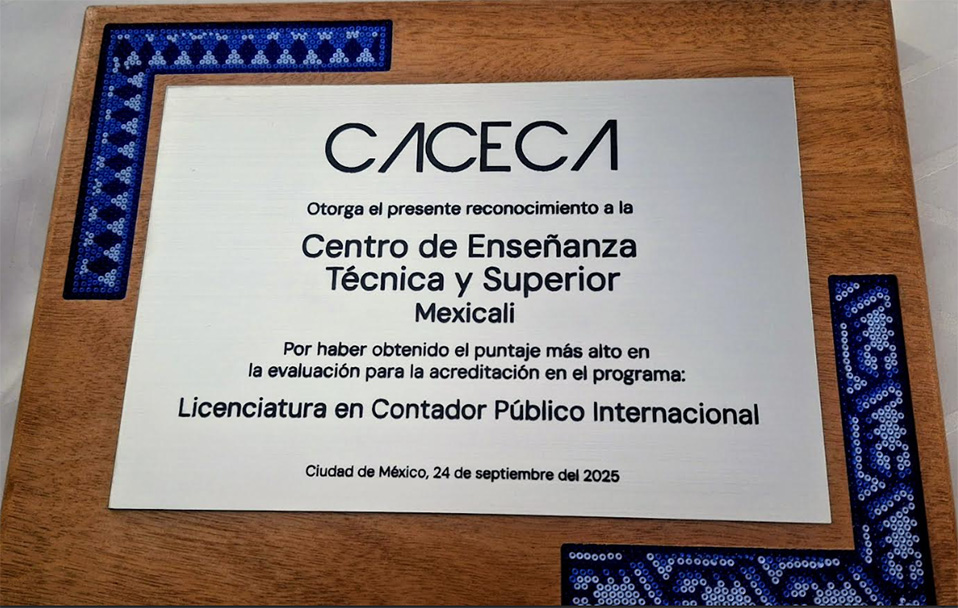 CACECA
Otorga el presente reconocimiento a la
Centro de Enseñanza
Técnica y Superior
Mexicali
Por haber obtenido el puntaje más alto en
la evaluación para la acreditación en el programa:
Licenciatura en Contador Público Internacional
Ciudad de México, 24 de septiembre del 2025